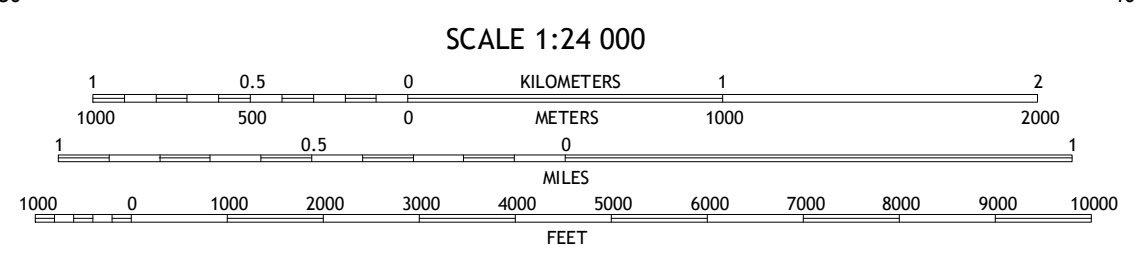 SCALE 1:24 000
1 0.5 0 KILOMETERS 1 2
1000 500 0 METERS 1000 2000
1 0.5 0 1
MILES
1000 0 1000 2000 3000 4000 5000 6000 7000 8000 9000 10000
FEET